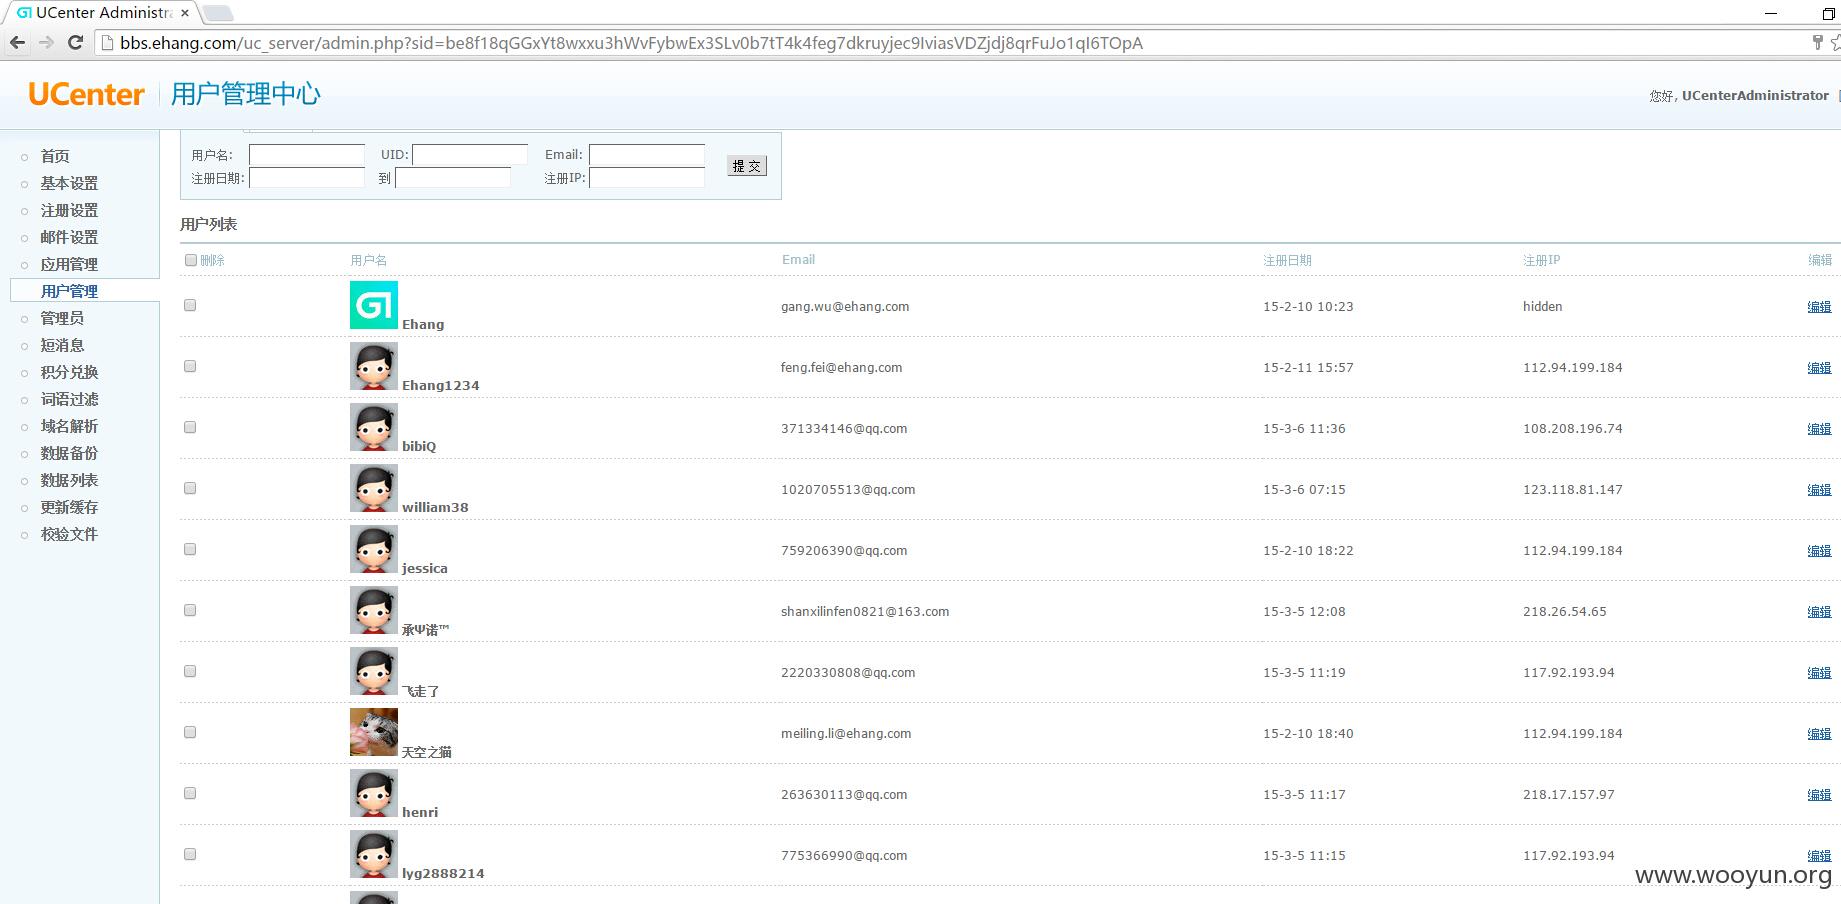 UCenter Administra
bbs.ehang.com/uc_server/admin.php?sid=be8f18qGGxYt8wxxu3hWvFybwEx3SLv0b7tT4k4feg7dkruyjec9IviasVDZjdj8qrFuJo1qI6TOpA
UCenter 用户管理中心
您好, UCenterAdministrator [
首页
基本设置
注册设置
邮件设置
应用管理
用户管理
管理员
短消息
积分兑换
词语过滤
域名解析
数据备份
数据列表
更新缓存
校验文件
用户名: UID: Email: 提 交
注册日期: 到 注册IP:
用户列表
删除 用户名 Email 注册日期 注册IP 编辑
Ehang gang.wu@ehang.com 15-2-10 10:23 hidden 编辑
Ehang1234 feng.fei@ehang.com 15-2-11 15:57 112.94.199.184 编辑
bibiQ 371334146@qq.com 15-3-6 11:36 108.208.196.74 编辑
william38 1020705513@qq.com 15-3-6 07:15 123.118.81.147 编辑
jessica 759206390@qq.com 15-2-10 18:22 112.94.199.184 编辑
承Ψ诺™ shanxilinfen0821@163.com 15-3-5 12:08 218.26.54.65 编辑
飞走了 2220330808@qq.com 15-3-5 11:19 117.92.193.94 编辑
天空之猫 meiling.li@ehang.com 15-2-10 18:40 112.94.199.184 编辑
henri 263630113@qq.com 15-3-5 11:17 218.17.157.97 编辑
lyg2888214 775366990@qq.com 15-3-5 11:15 117.92.193.94 编辑
www.wooyun.org